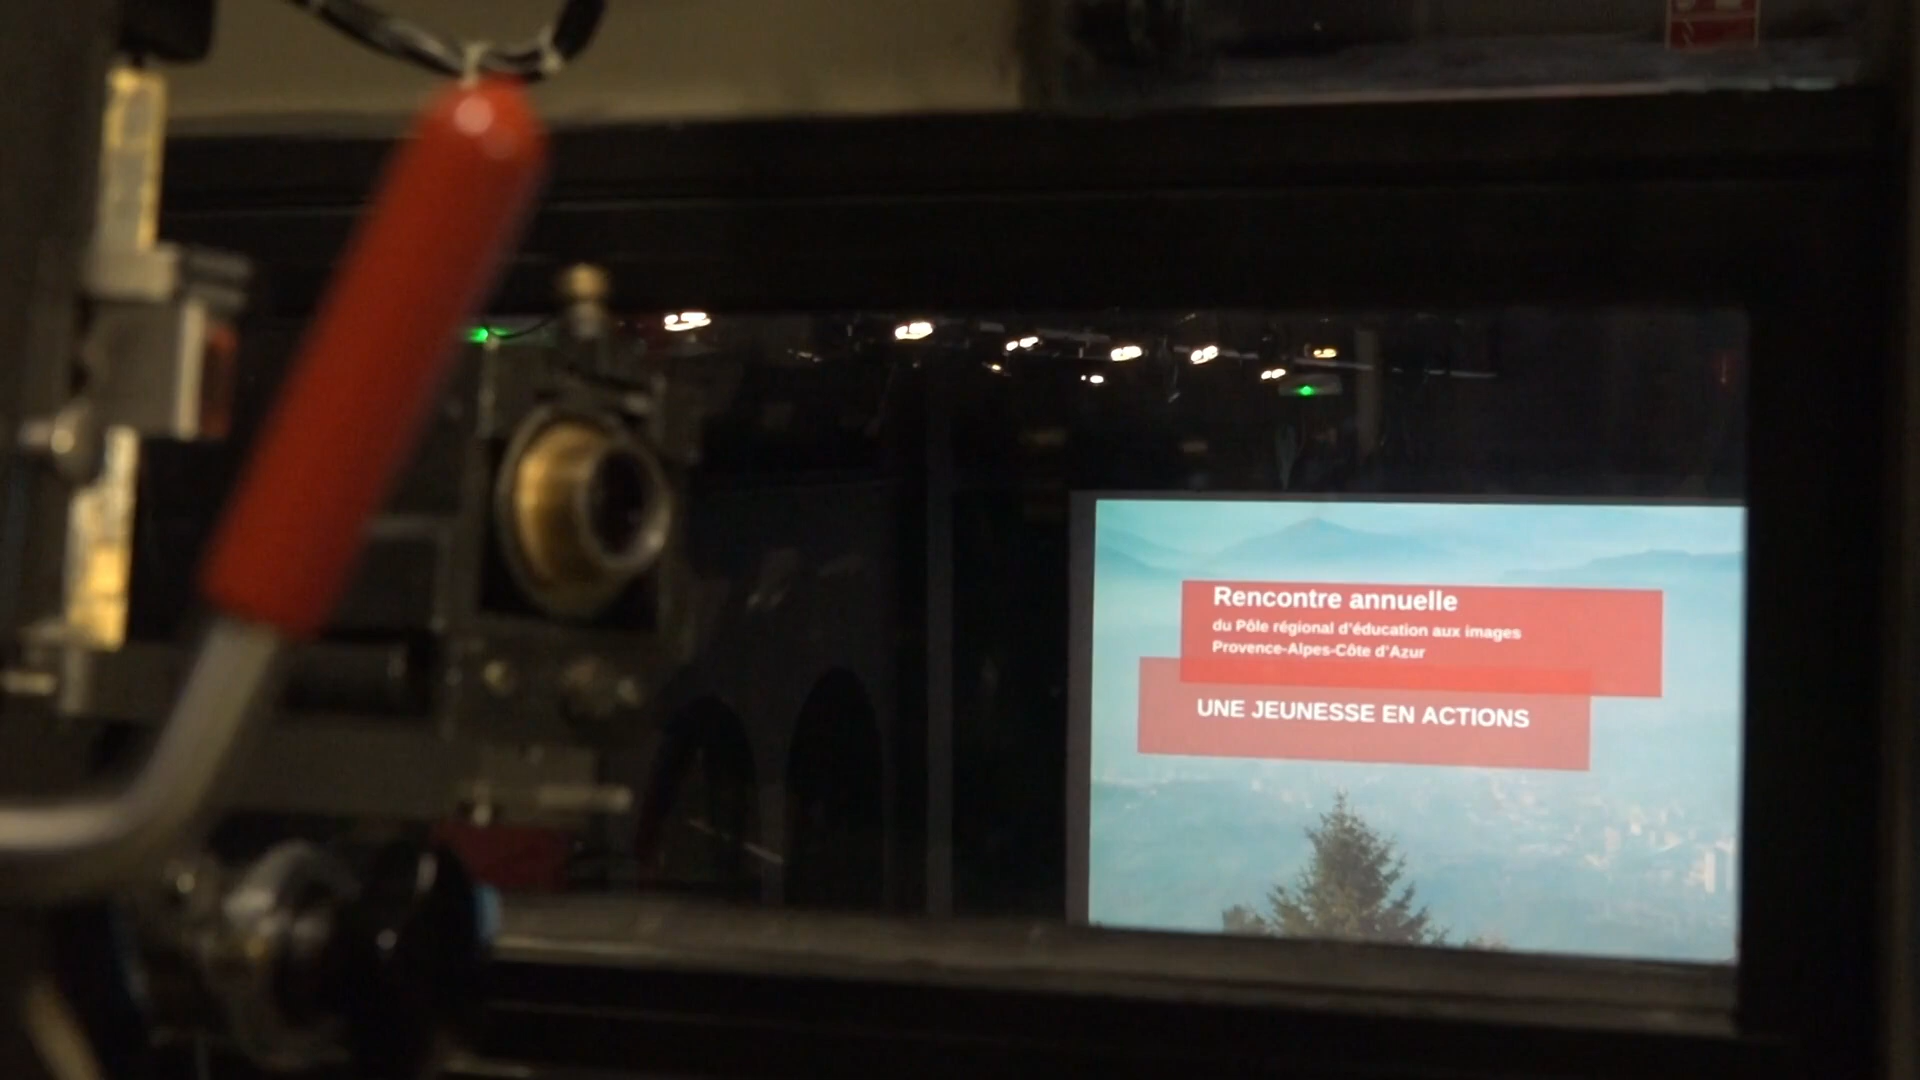 Rencontre annuelle
du Pôle régional d'éducation aux images
Provence-Alpes-Côte d'Azur
UNE JEUNESSE EN ACTIONS